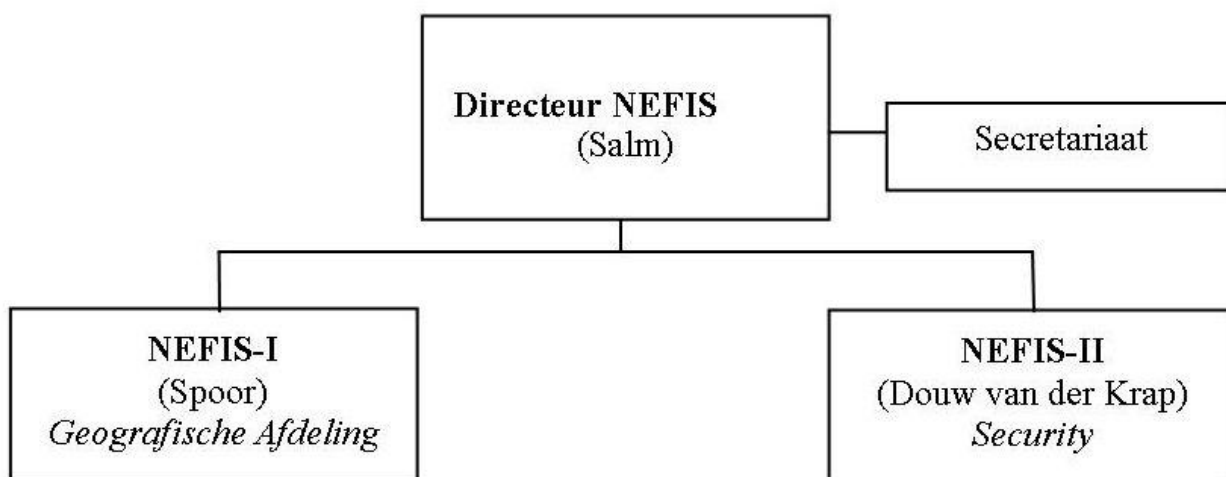 Directeur NEFIS
(Salm)
Secretariaat
NEFIS-I
(Spoor)
Geografische Afdeling
NEFIS-II
(Douw van der Krap)
Security